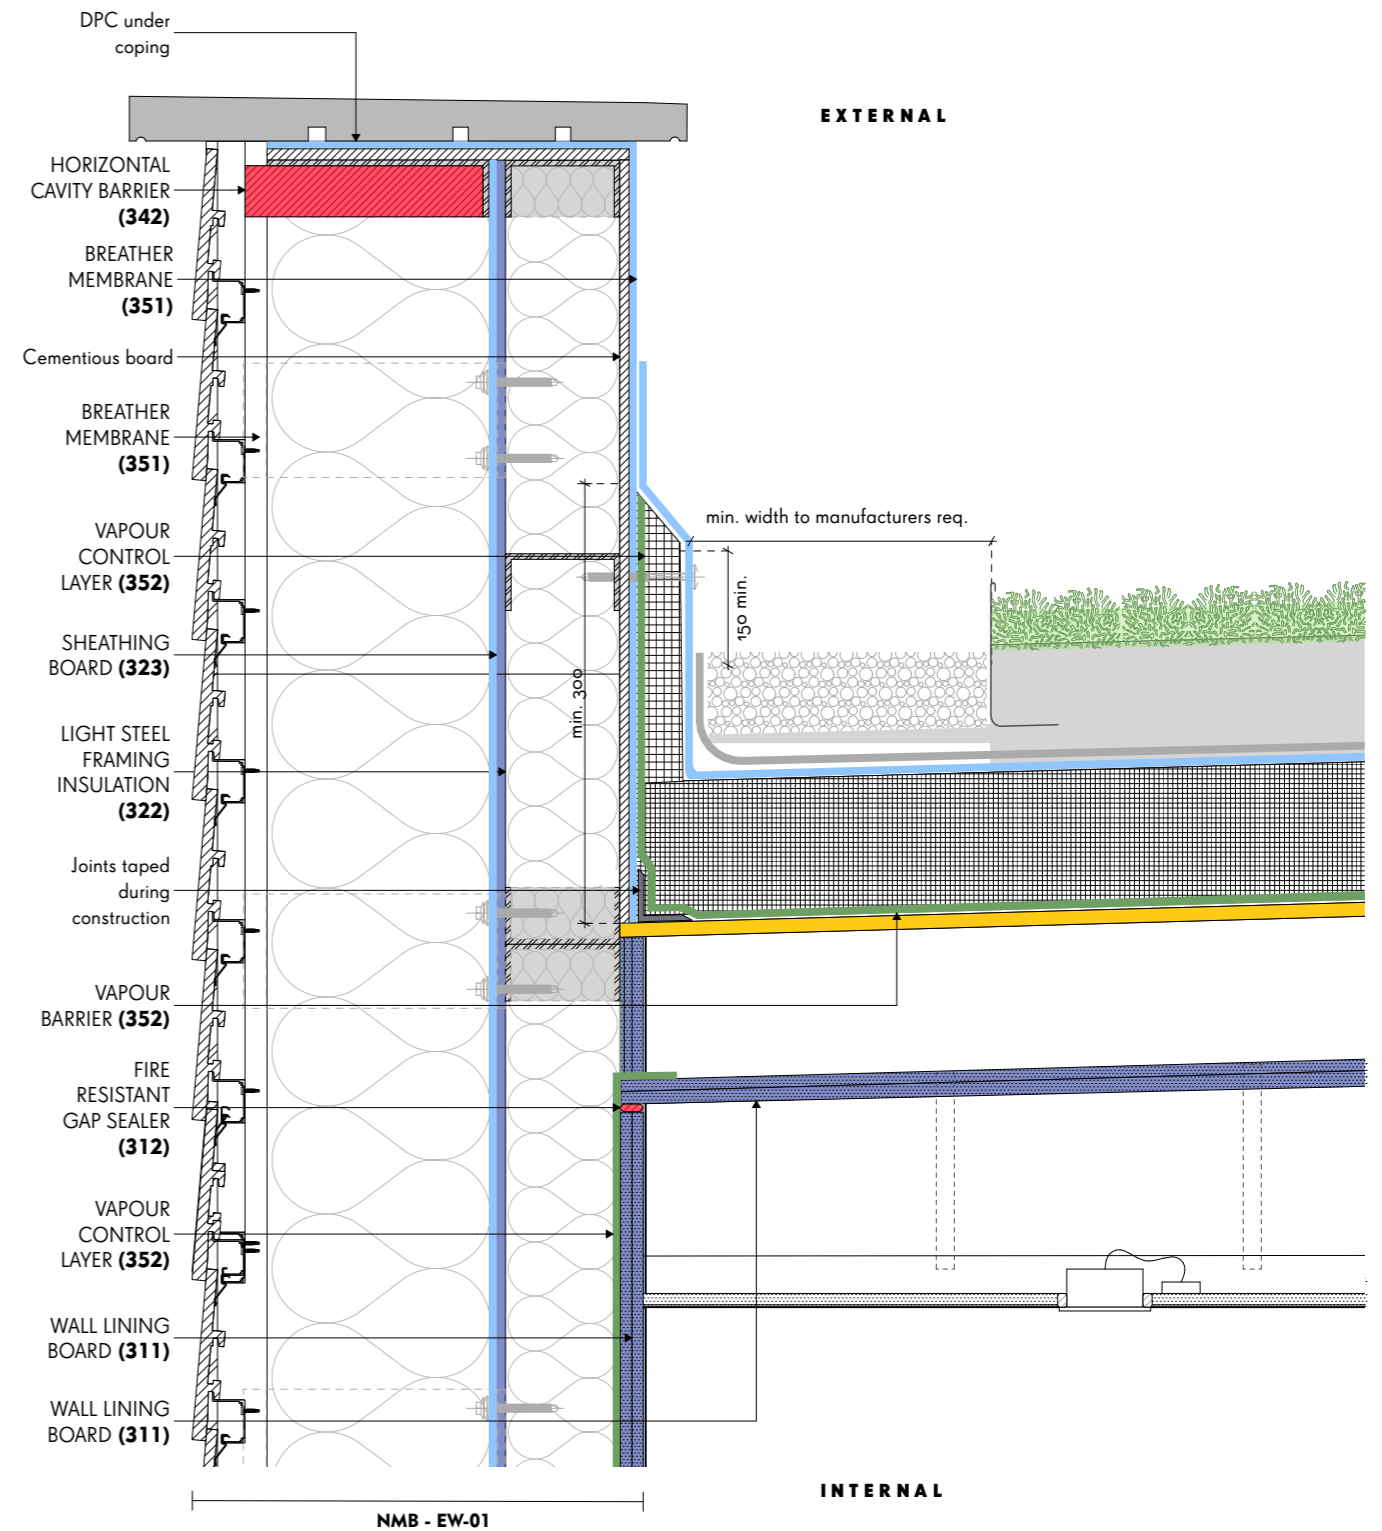 DPC under
coping
EXTERNAL
HORIZONTAL
CAVITY BARRIER
(342)
BREATHER
MEMBRANE
(351)
Cementious board
BREATHER
MEMBRANE
(351)
min. width to manufacturers req.
VAPOUR
CONTROL
LAYER (352)
150 min.
SHEATHING
BOARD (323)
min. 300
LIGHT STEEL
FRAMING
INSULATION
(322)
Joints taped
during
construction
VAPOUR
BARRIER (352)
FIRE
RESISTANT
GAP SEALER
(312)
VAPOUR
CONTROL
LAYER (352)
WALL LINING
BOARD (311)
WALL LINING
BOARD (311)
INTERNAL
NMB - EW-01